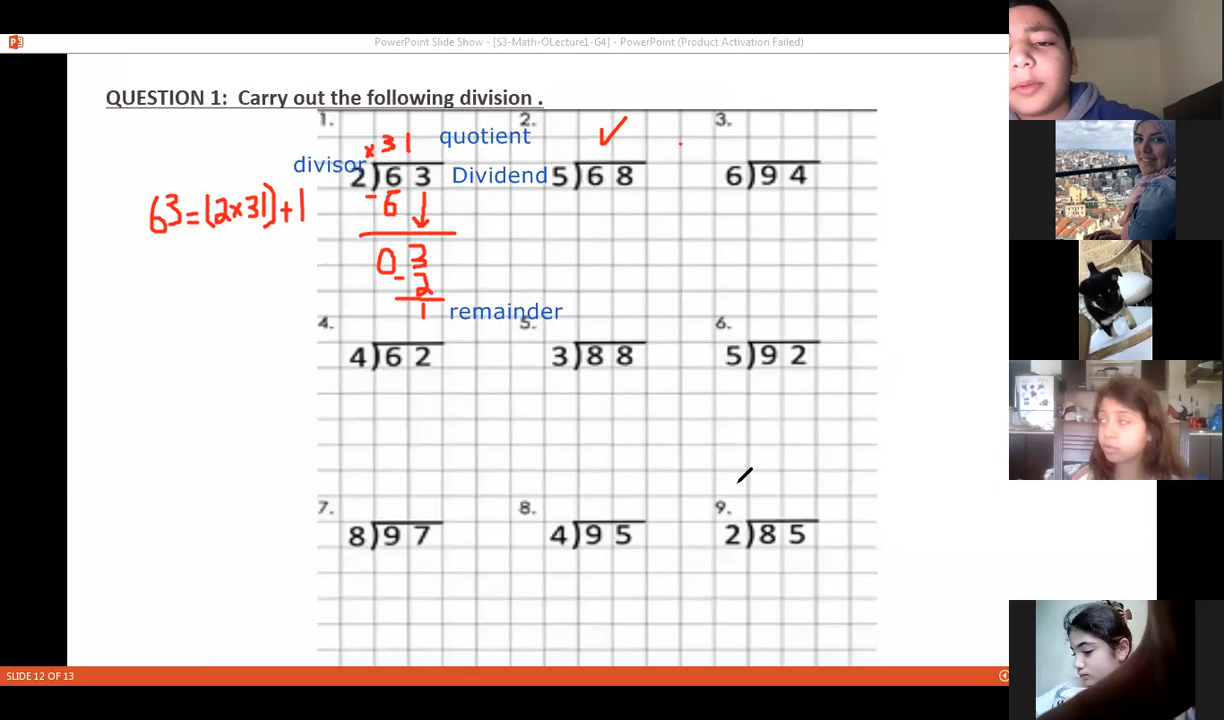 PowerPoint Slide Show - [S3-Math-OLecture1-G4] - PowerPoint (Product Activation Failed)
QUESTION 1: Carry out the following division .
1.
31
quotient
divisor
2)63
Dividend
x
- 6
63=(2x31)+1
03
- 2
1
remainder
2.
5)68
3.
6)94
4.
4)62
5.
3)88
6.
5)92
7.
8)97
8.
4)95
9.
2)85
SLIDE 12 OF 13